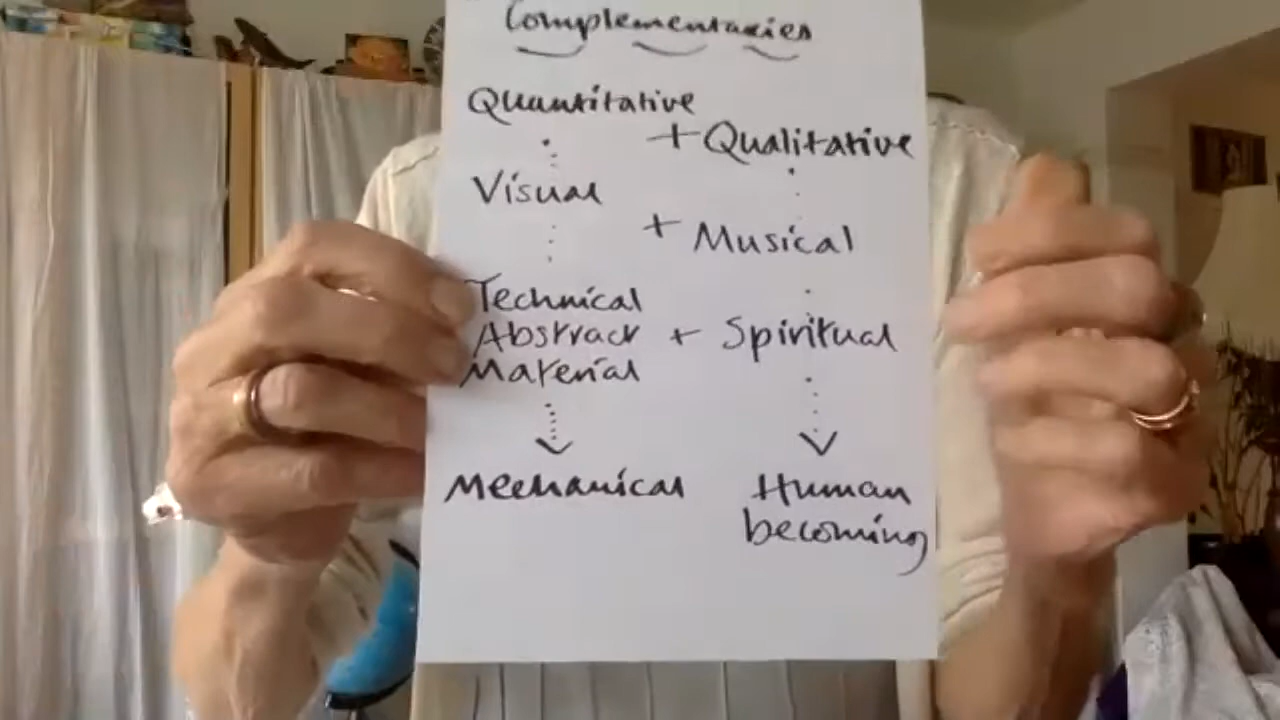 Complementaries
Quantitative
+ Qualitative
Visual
+ Musical
Technical
Abstract + Spiritual
Material
Mechanical Human
becoming